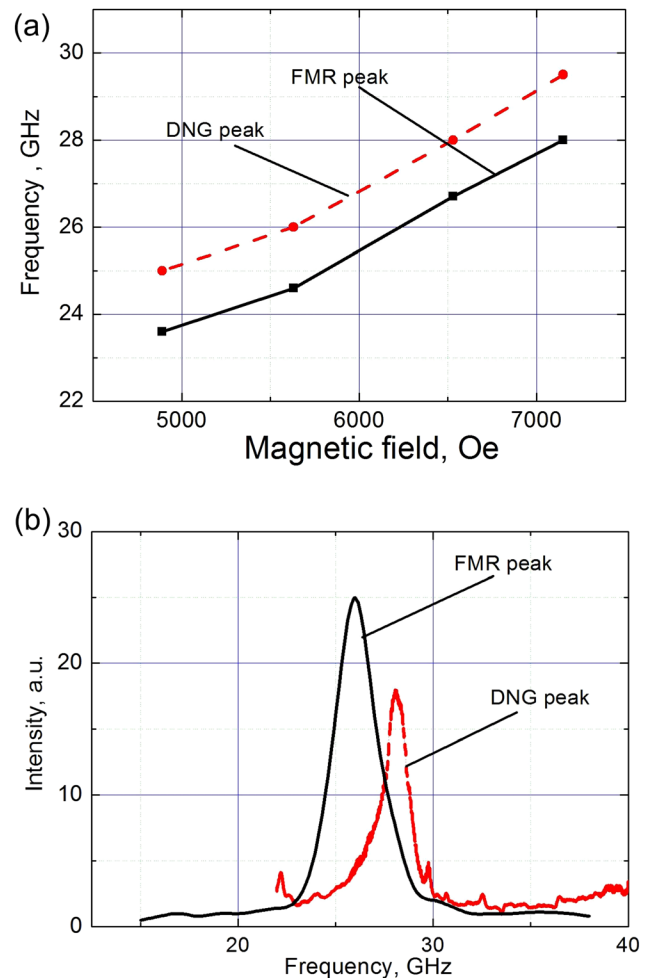 (a)
30
28
26
24
22
Frequency , GHz
FMR peak
DNG peak
5000 6000 7000
Magnetic field, Oe
(b)
30
20
10
0
Intensity, a.u.
FMR peak
DNG peak
20 30 40
Frequency, GHz